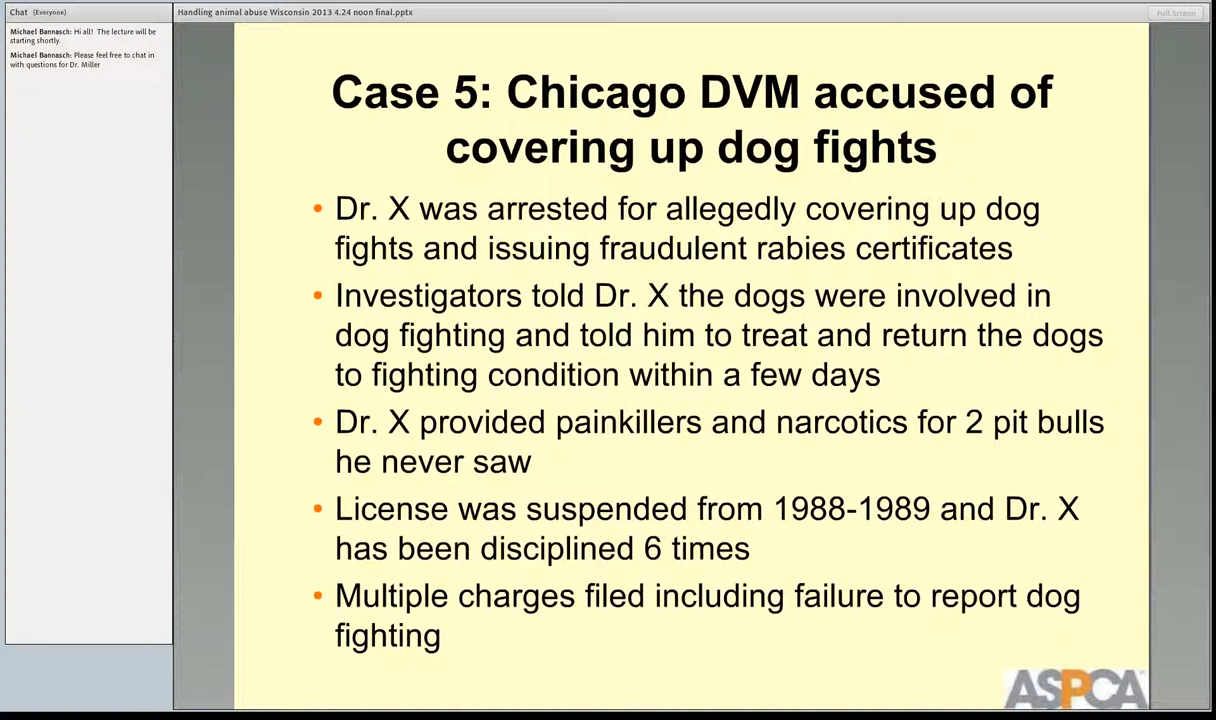 Chat (Everyone)
Michael Bannasch: Hi all! The lecture will be
starting shortly.
Michael Bannasch: Please feel free to chat in
with questions for Dr. Miller
Handling animal abuse Wisconsin 2013 4.24 noon final.pptx
Full Screen
Case 5: Chicago DVM accused of
covering up dog fights
• Dr. X was arrested for allegedly covering up dog
fights and issuing fraudulent rabies certificates
• Investigators told Dr. X the dogs were involved in
dog fighting and told him to treat and return the dogs
to fighting condition within a few days
• Dr. X provided painkillers and narcotics for 2 pit bulls
he never saw
• License was suspended from 1988-1989 and Dr. X
has been disciplined 6 times
• Multiple charges filed including failure to report dog
fighting
ASPCA